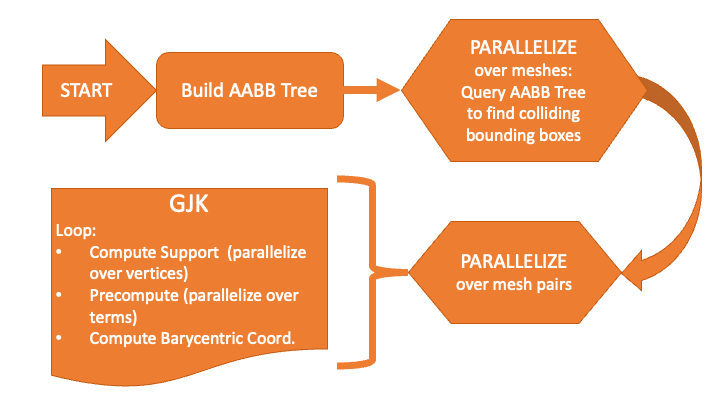 START
Build AABB Tree
PARALLELIZE
over meshes:
Query AABB Tree
to find colliding
bounding boxes
PARALLELIZE
over mesh pairs
GJK
Loop:
• Compute Support (parallelize
over vertices)
• Precompute (parallelize over
terms)
• Compute Barycentric Coord.